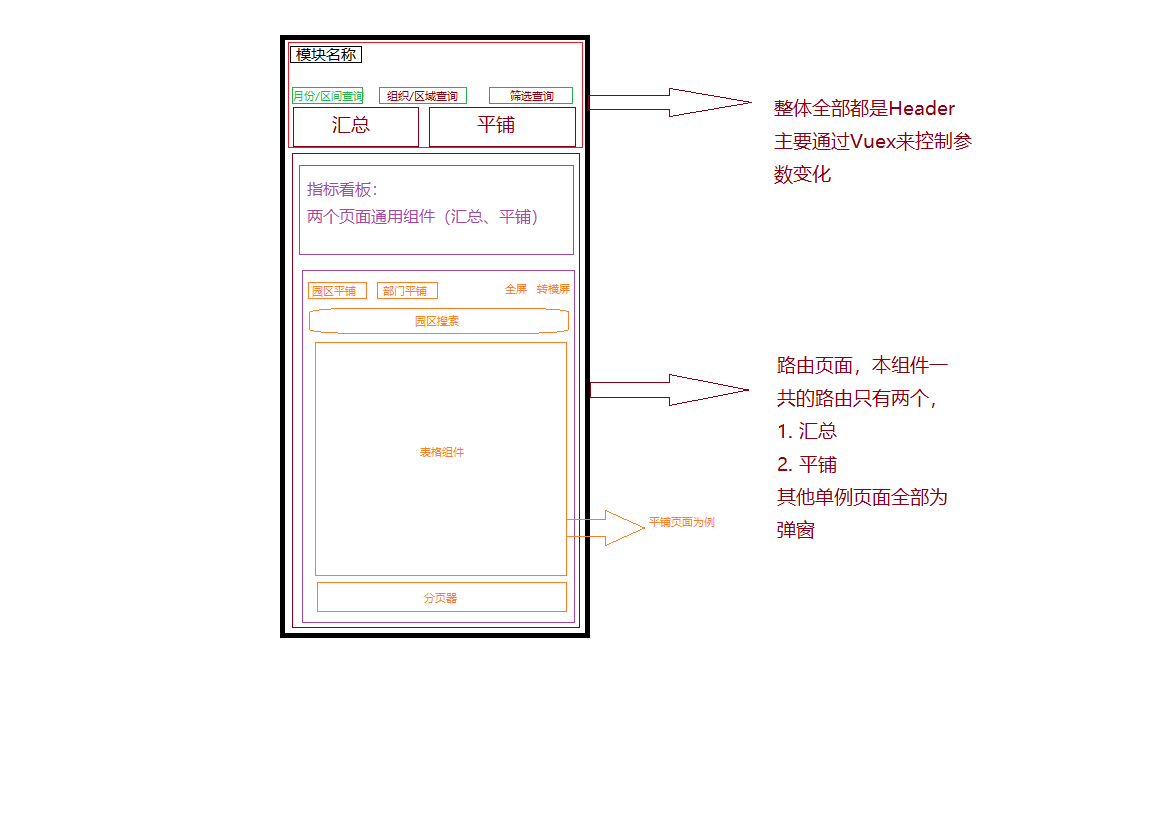 模块名称
月份/区间查询
组织/区域查询
筛选查询
汇总
平铺
整体全部都是Header
主要通过Vuex来控制参
数变化
指标看板：
两个页面通用组件（汇总、平铺）
园区平铺
部门平铺
全屏
转横屏
园区搜索
表格组件
分页器
平铺页面为例
路由页面，本组件一
共的路由只有两个，
1. 汇总
2. 平铺
其他单例页面全部为
弹窗